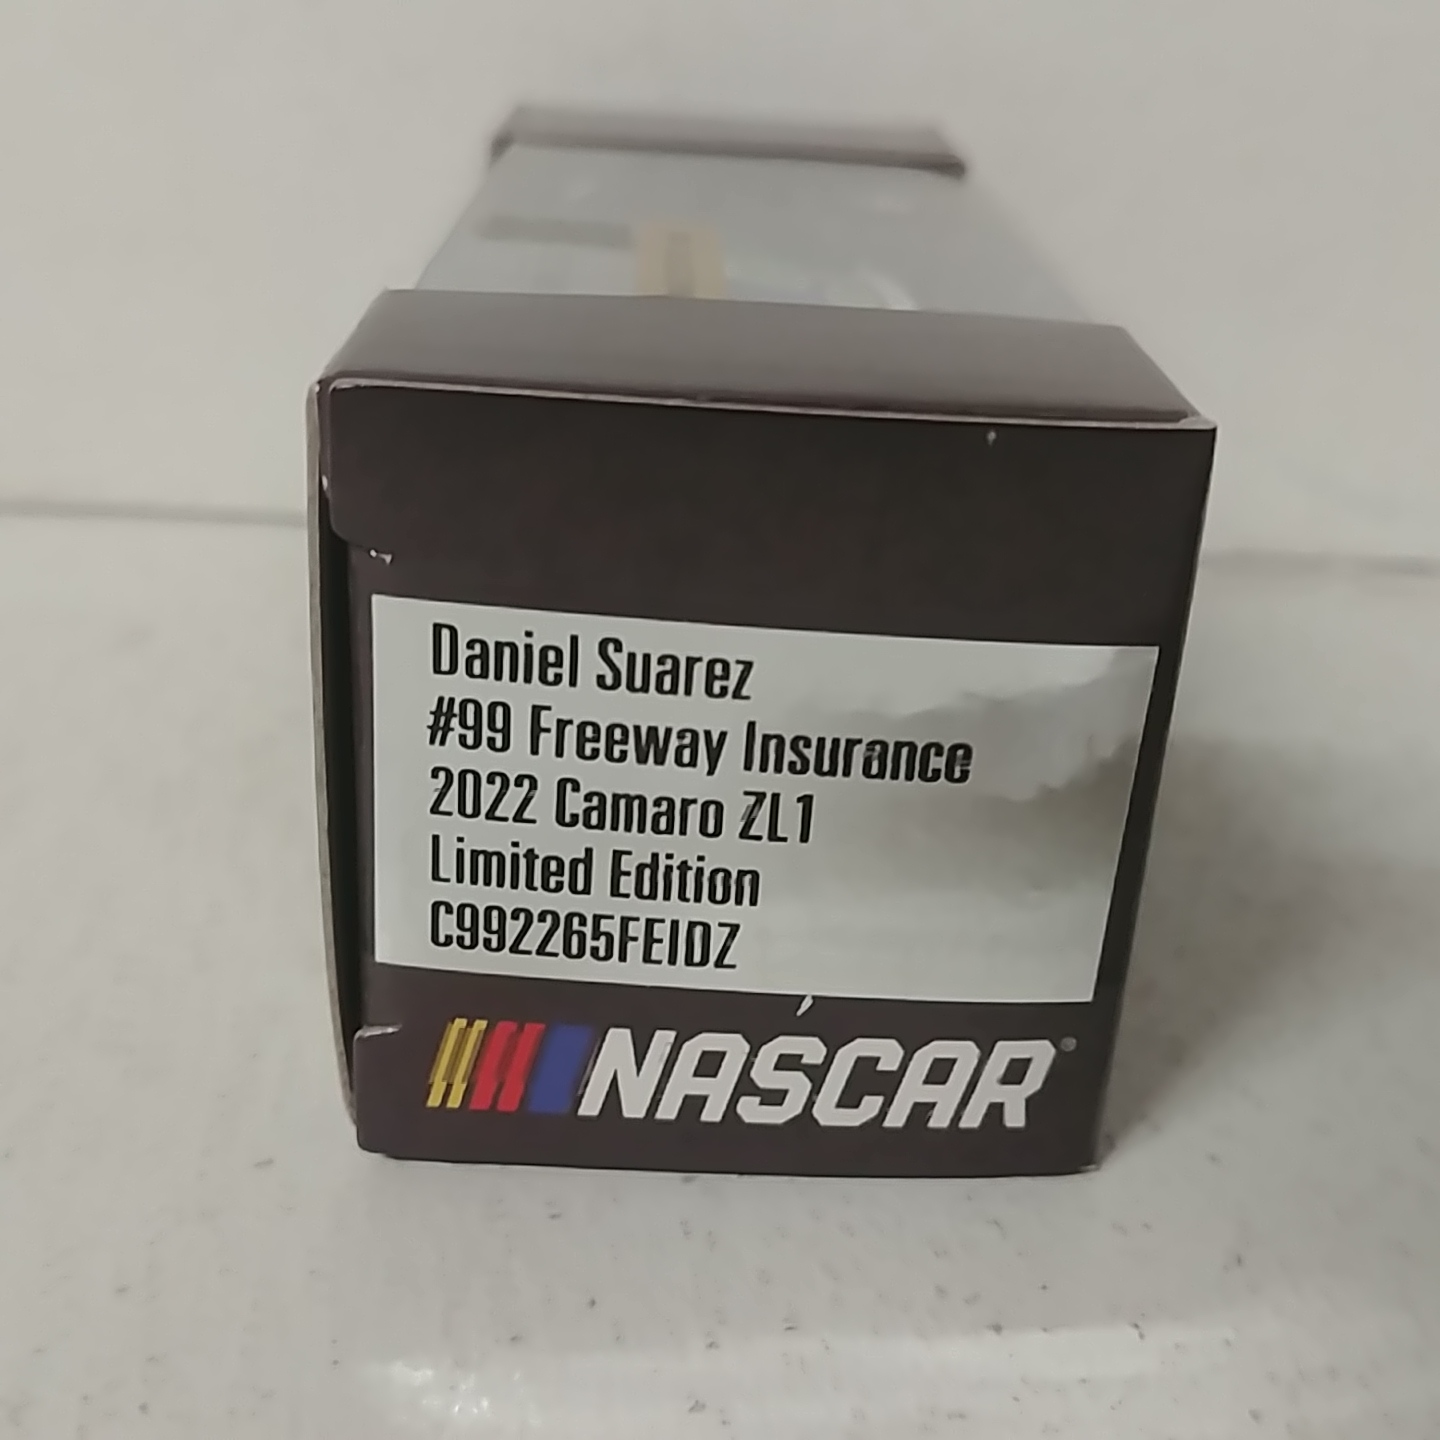 Daniel Suarez
#99 Freeway Insurance
2022 Camaro ZL1
Limited Edition
C992265FEIDZ
NASCAR®